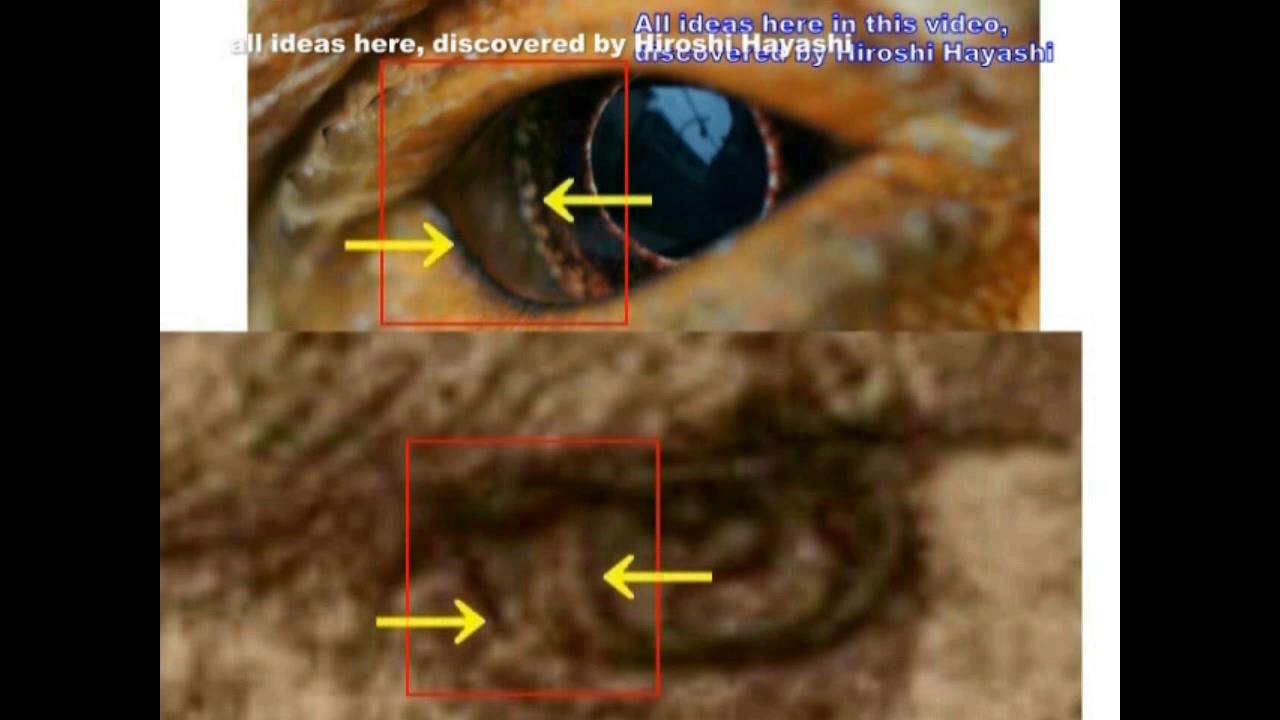 All ideas here in this video,
all ideas here, discovered by Hiroshi Hayashi
discovered by Hiroshi Hayashi